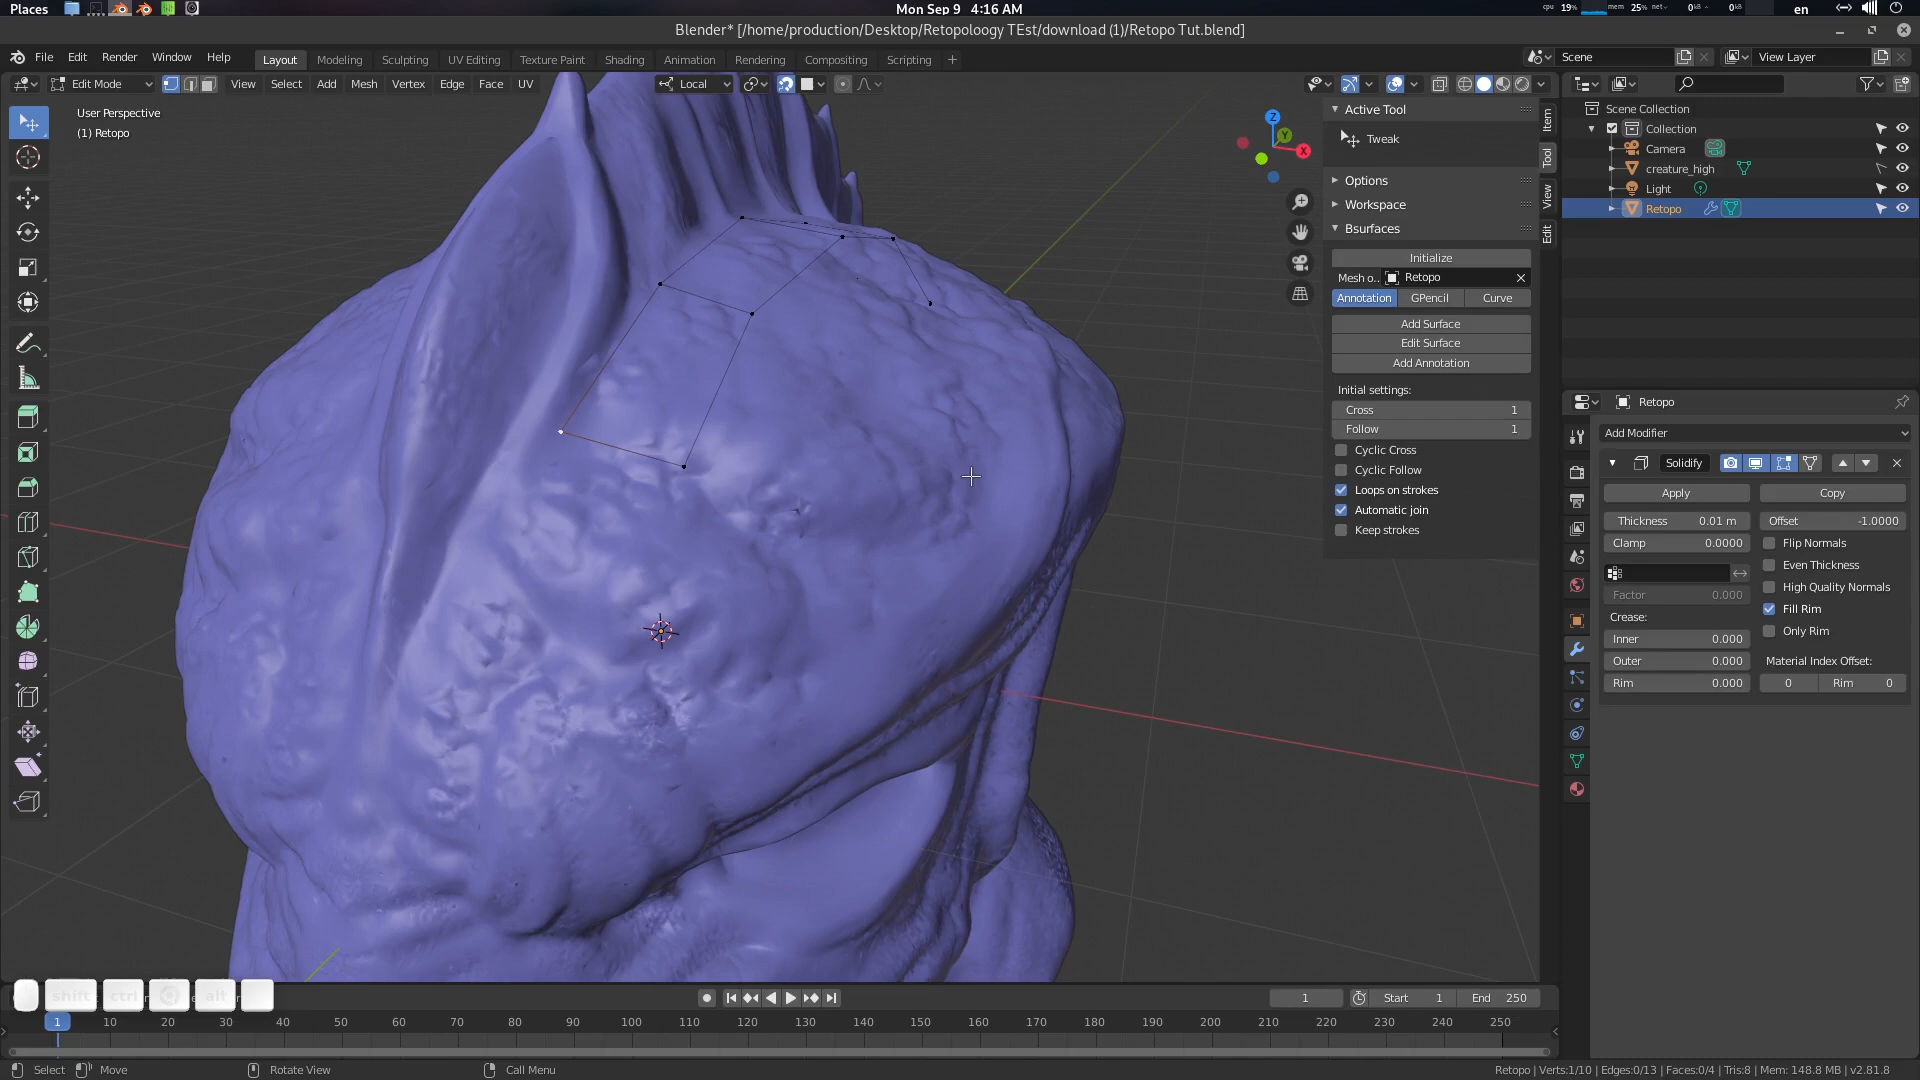 Places
Mon Sep 9 4:16 AM
cpu 19%
mem 25%
net
0kB
0kB
en
Blender* [/home/production/Desktop/Retopoloogy TEst/download (1)/Retopo Tut.blend]
File Edit Render Window Help
Layout Modeling Sculpting UV Editing Texture Paint Shading Animation Rendering Compositing Scripting +
Scene
View Layer
Edit Mode
View Select Add Mesh Vertex Edge Face UV
Local
User Perspective
(1) Retopo
Z
Y
X
Active Tool
Tweak
Options
Workspace
Bsurfaces
Initialize
Mesh o.. Retopo
Annotation GPencil Curve
Add Surface
Edit Surface
Add Annotation
Initial settings:
Cross 1
Follow 1
Cyclic Cross
Cyclic Follow
Loops on strokes
Automatic join
Keep strokes
Item
Tool
View
Edit
Scene Collection
Collection
Camera
creature_high
Light
Retopo
Retopo
Add Modifier
Solidify
Apply Copy
Thickness 0.01 m Offset -1.0000
Clamp 0.0000 Flip Normals
Even Thickness
High Quality Normals
Factor 0.000
Fill Rim
Crease:
Only Rim
Inner 0.000
Outer 0.000 Material Index Offset:
Rim 0.000 0 Rim 0
shift ctrl alt
1 Start 1 End 250
1 10 20 30 40 50 60 70 80 90 100 110 120 130 140 150 160 170 180 190 200 210 220 230 240 250
Select Move Rotate View Call Menu
Retopo | Verts:1/10 | Edges:0/13 | Faces:0/4 | Tris:8 | Mem: 148.8 MB | v2.81.8